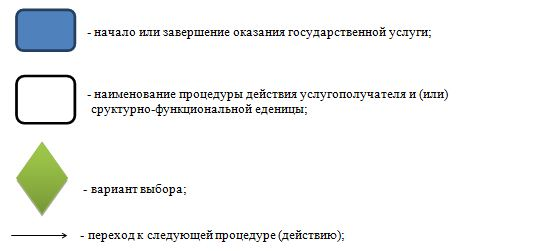 - начало или завершение оказания государственной услуги;
- наименование процедуры действия услугополучателя и (или)
сруктурно-функциональной еденицы;
- вариант выбора;
- переход к следующей процедуре (действию);